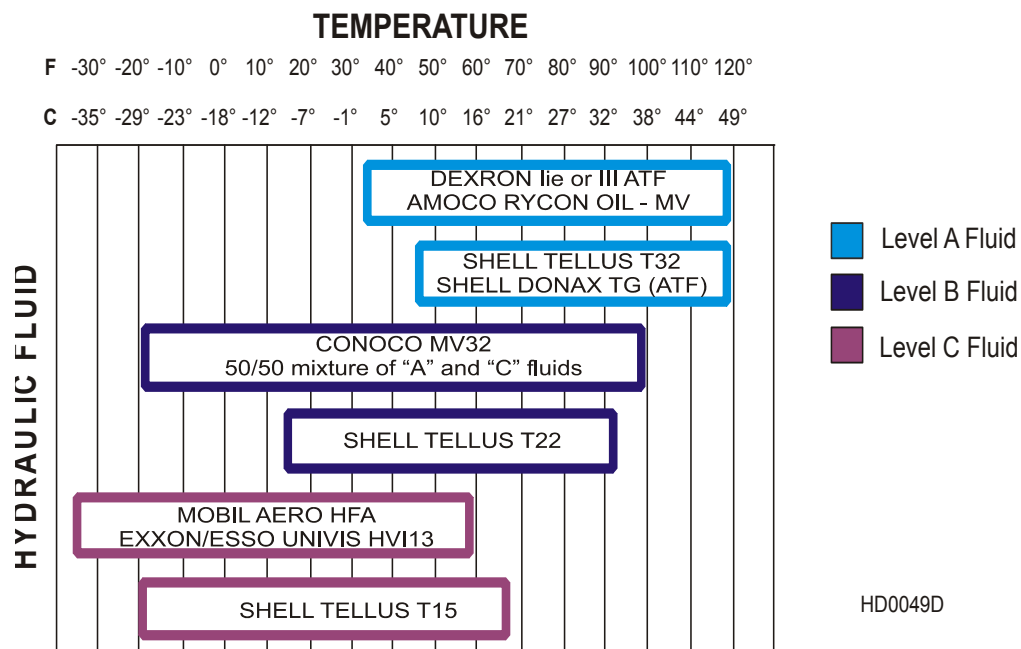 TEMPERATURE
F -30° -20° -10° 0° 10° 20° 30° 40° 50° 60° 70° 80° 90° 100° 110° 120°
C -35° -29° -23° -18° -12° -7° -1° 5° 10° 16° 21° 27° 32° 38° 44° 49°
HYDRAULIC FLUID
DEXRON IIe or III ATF
AMOCO RYCON OIL - MV
SHELL TELLUS T32
SHELL DONAX TG (ATF)
CONOCO MV32
50/50 mixture of “A” and “C” fluids
SHELL TELLUS T22
MOBIL AERO HFA
EXXON/ESSO UNIVIS HVI13
SHELL TELLUS T15
Level A Fluid
Level B Fluid
Level C Fluid
HD0049D